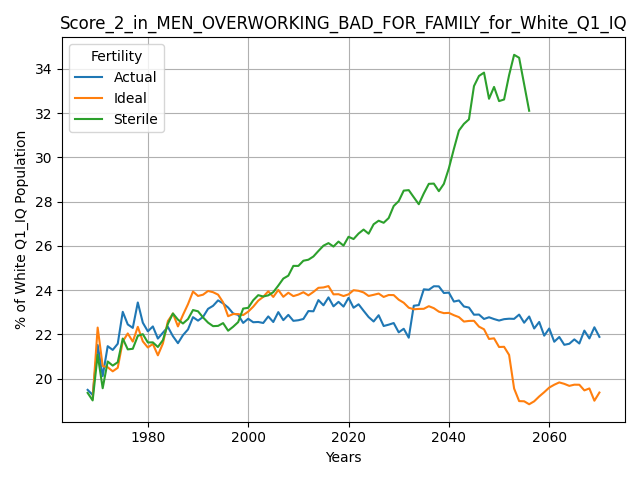 Score_2_in_MEN_OVERWORKING_BAD_FOR_FAMILY_for_White_Q1_IQ
Fertility
Actual
Ideal
Sterile
% of White Q1_IQ Population
34
32
30
28
26
24
22
20
1980
2000
2020
2040
2060
Years